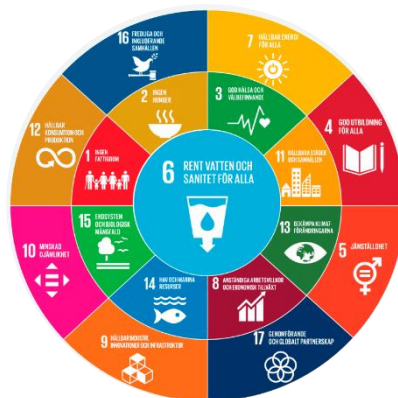 16 FREDLIGA OCH
INKLUDERANDE
SAMHÄLLEN
7 HÅLLBAR ENERGI
FÖR ALLA
2 INGEN
HUNGER
3 GOD HÄLSA OCH
VÄLBEFINNANDE
12 HÅLLBAR
KONSUMTION OCH
PRODUKTION
4 GOD UTBILDNING
FÖR ALLA
1 INGEN
FATTIGDOM
6 RENT VATTEN OCH
SANITET FÖR ALLA
11 HÅLLBARA STÄDER
OCH SAMHÄLLEN
15 EKOSYSTEM
OCH BIOLOGISK
MÅNGFALD
13 BEKÄMPA KLIMAT-
FÖRÄNDRINGARNA
10 MINSKAD
OJÄMLIKHET
5 JÄMSTÄLLDHET
14 HAV OCH MARINA
RESURSER
8 ANSTÄNDIGA ARBETSVILLKOR
OCH EKONOMISK TILLVÄXT
9 HÅLLBAR INDUSTRI,
INNOVATIONER OCH INFRASTRUKTUR
17 GENOMFÖRANDE
OCH GLOBALT PARTNERSKAP